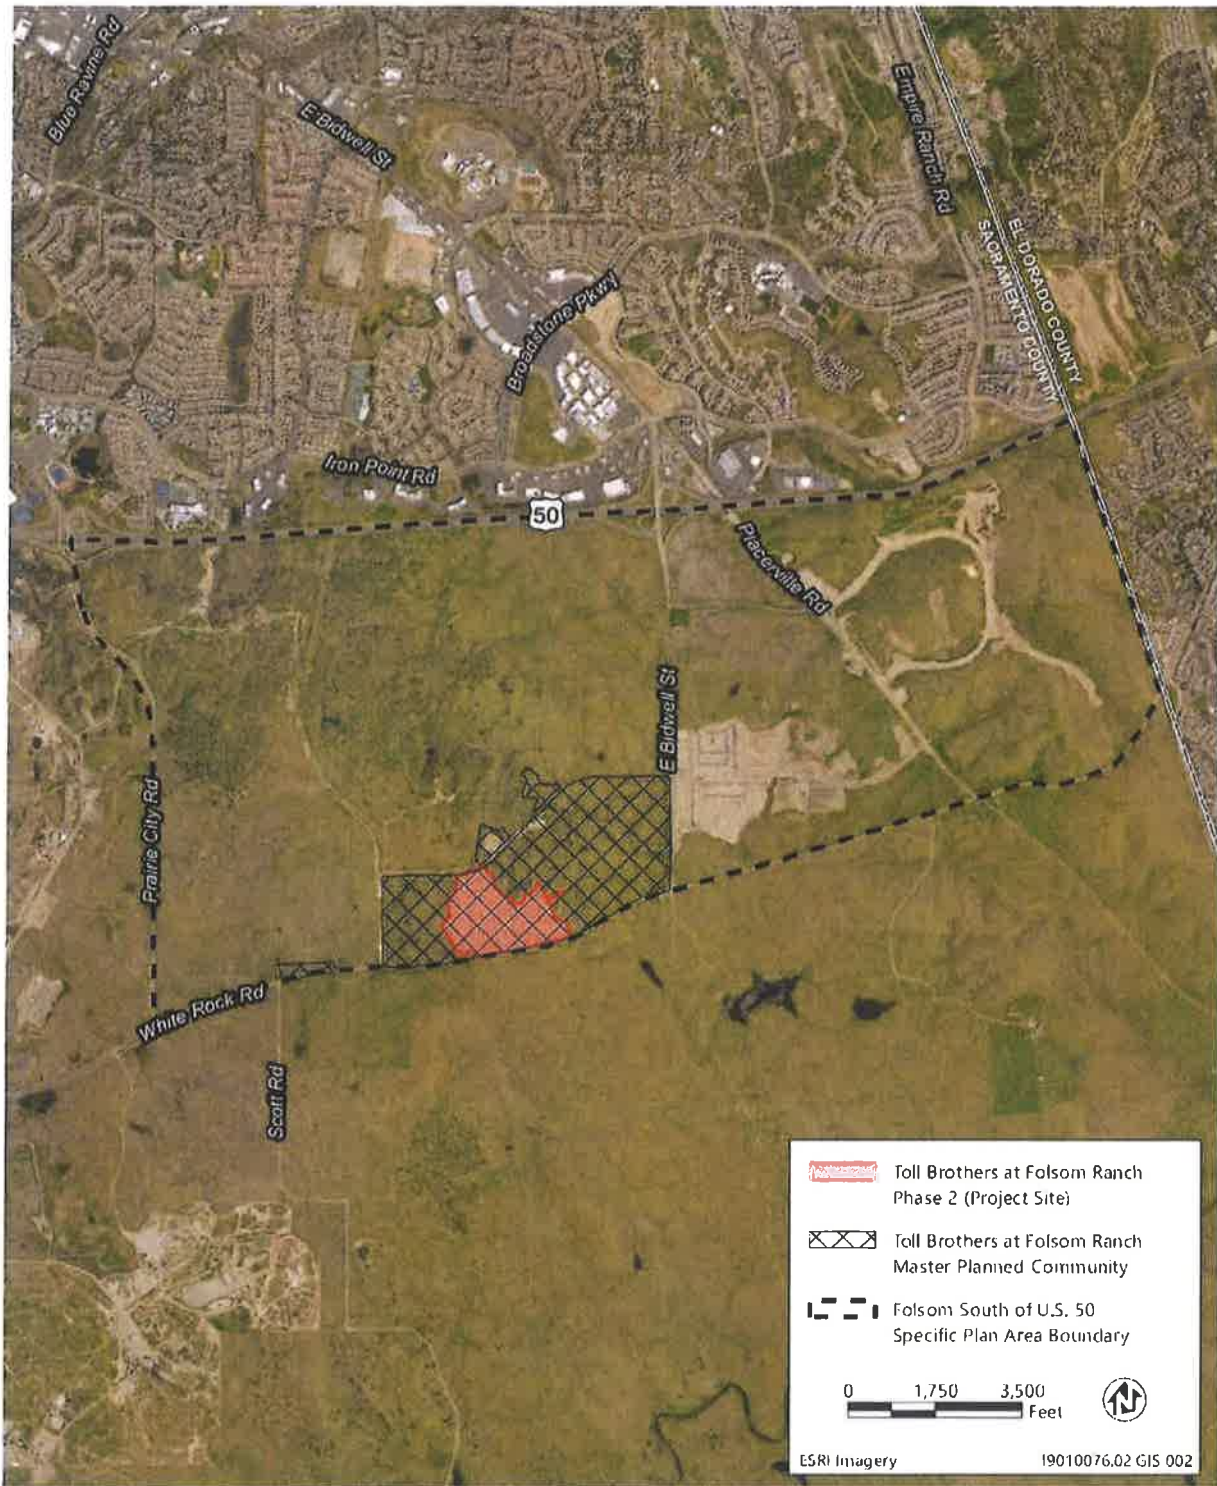 Blue Ravine Rd
E Bidwell St
Empire Ranch Rd
EL DORADO COUNTY
SACRAMENTO COUNTY
Broadstone Pkwy
Iron Point Rd
50
Placerville Rd
E Bidwell St
Prairie City Rd
White Rock Rd
Scott Rd
Toll Brothers at Folsom Ranch
Phase 2 (Project Site)
Toll Brothers at Folsom Ranch
Master Planned Community
Folsom South of U.S. 50
Specific Plan Area Boundary
0 1,750 3,500
Feet
N
ESRI Imagery
19010076.02 GIS 002